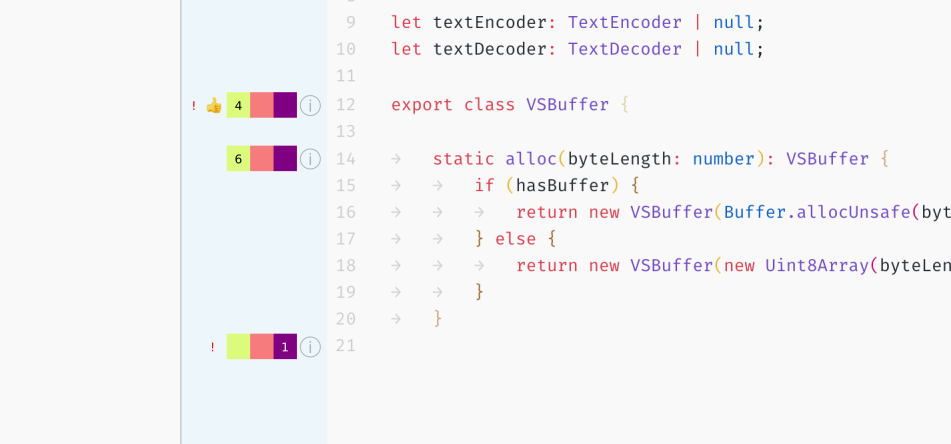 9 let textEncoder: TextEncoder | null;
10 let textDecoder: TextDecoder | null;
11
! 👍 4 i 12 export class VSBuffer {
13
6 i 14 → static alloc(byteLength: number): VSBuffer {
15 → → if (hasBuffer) {
16 → → → return new VSBuffer(Buffer.allocUnsafe(byt
17 → → } else {
18 → → → return new VSBuffer(new Uint8Array(byteLen
19 → → }
20 → }
! 1 i 21